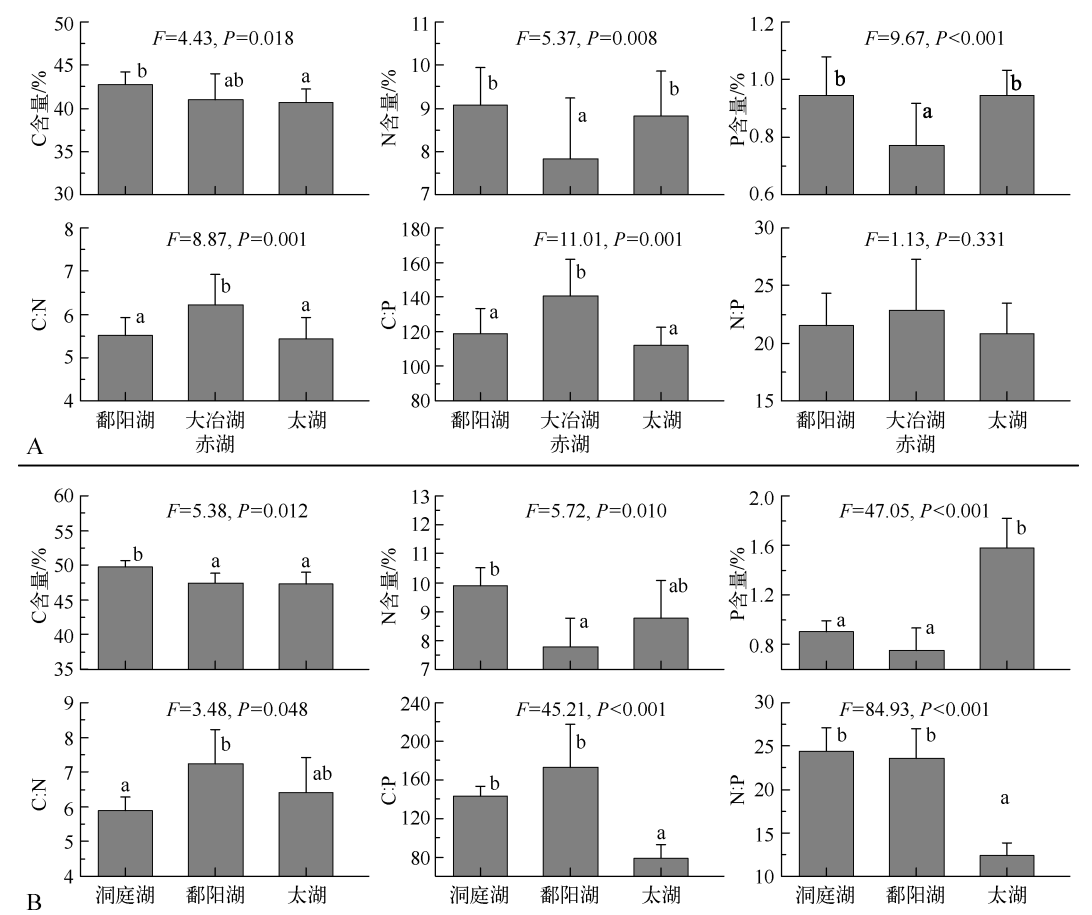 50
45
40
35
30
C含量/%
F=4.43, P=0.018
b
ab
a
11
10
9
8
7
N含量/%
F=5.37, P=0.008
b
a
b
1.2
1.0
0.8
0.6
P含量/%
F=9.67, P<0.001
b
a
b
8
7
6
5
4
C:N
F=8.87, P=0.001
a
b
a
鄱阳湖
大冶湖
赤湖
太湖
180
160
140
120
100
80
C:P
F=11.01, P=0.001
a
b
a
鄱阳湖
大冶湖
赤湖
太湖
30
25
20
15
N:P
F=1.13, P=0.331
鄱阳湖
大冶湖
赤湖
太湖
A
60
55
50
45
40
35
C含量/%
F=5.38, P=0.012
b
a
a
13
12
11
10
9
8
7
N含量/%
F=5.72, P=0.010
b
a
ab
2.0
1.6
1.2
0.8
P含量/%
F=47.05, P<0.001
a
a
b
9
8
7
6
5
4
C:N
F=3.48, P=0.048
a
b
ab
洞庭湖
鄱阳湖
太湖
240
200
160
120
80
C:P
F=45.21, P<0.001
b
b
a
洞庭湖
鄱阳湖
太湖
30
25
20
15
10
N:P
F=84.93, P<0.001
b
b
a
洞庭湖
鄱阳湖
太湖
B